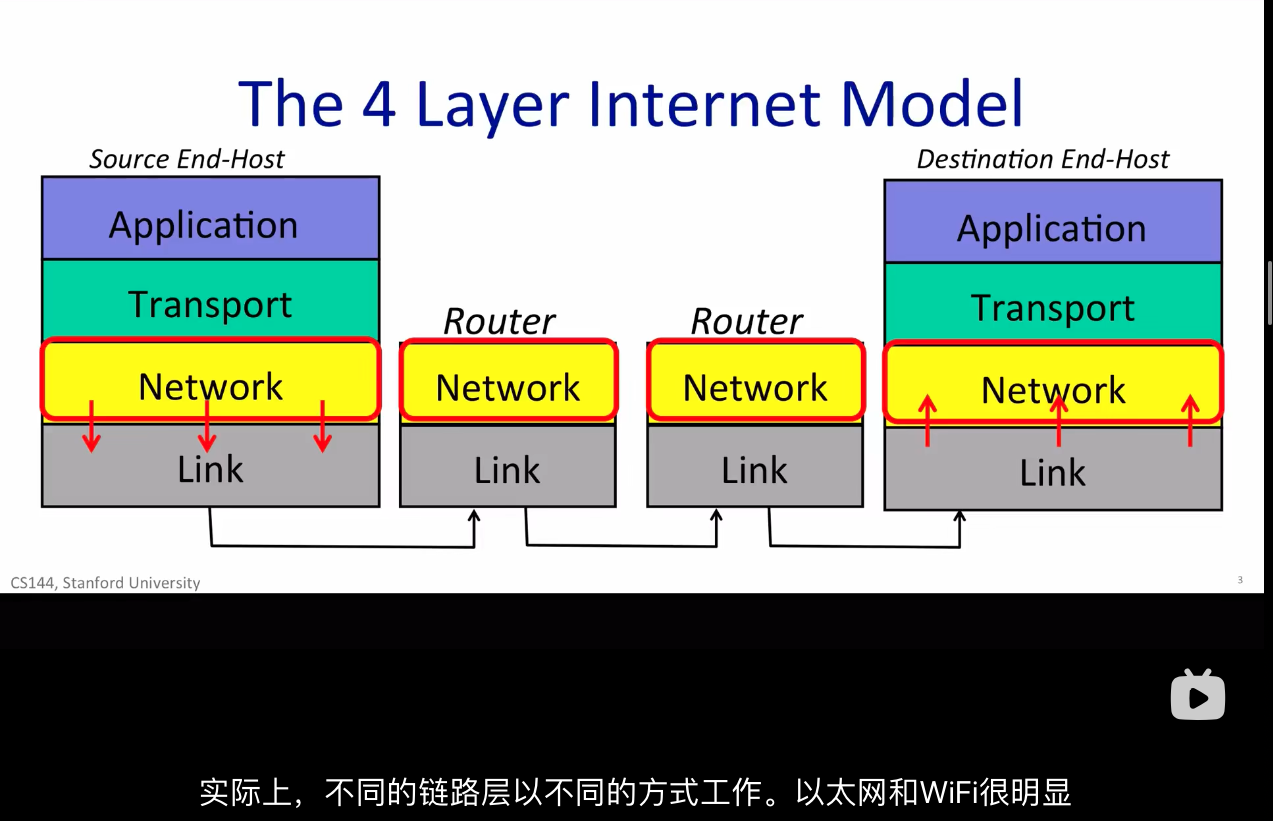 The 4 Layer Internet Model
Source End-Host
Destination End-Host
Application
Transport
Network
Link
Router
Network
Link
Router
Network
Link
Application
Transport
Network
Link
CS144, Stanford University
3
实际上，不同的链路层以不同的方式工作。以太网和WiFi很明显